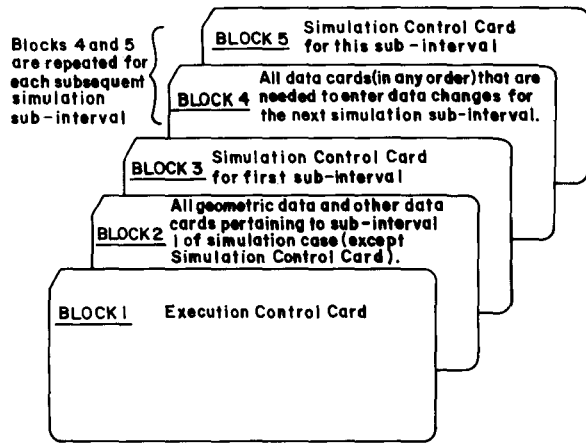 Blocks 4 and 5
are repeated for
each subsequent
simulation
sub-interval
BLOCK 5 Simulation Control Card
for this sub-interval
All data cards(in any order) that are
BLOCK 4 needed to enter data changes for
the next simulation sub-interval.
BLOCK 3 Simulation Control Card
for first sub-interval
All geometric data and other data
cards pertaining to sub-interval
BLOCK 2 1 of simulation case (except
Simulation Control Card).
BLOCK 1 Execution Control Card